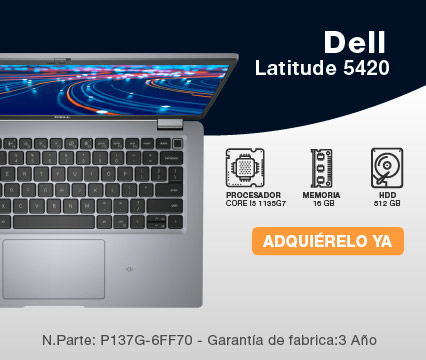 Dell
Latitude 5420
DELL
PROCESADOR
CORE I5 1135G7
MEMORIA
16 GB
HDD
512 GB
ADQUIÉRELO YA
N.Parte: P137G-6FF70 - Garantía de fabrica:3 Año